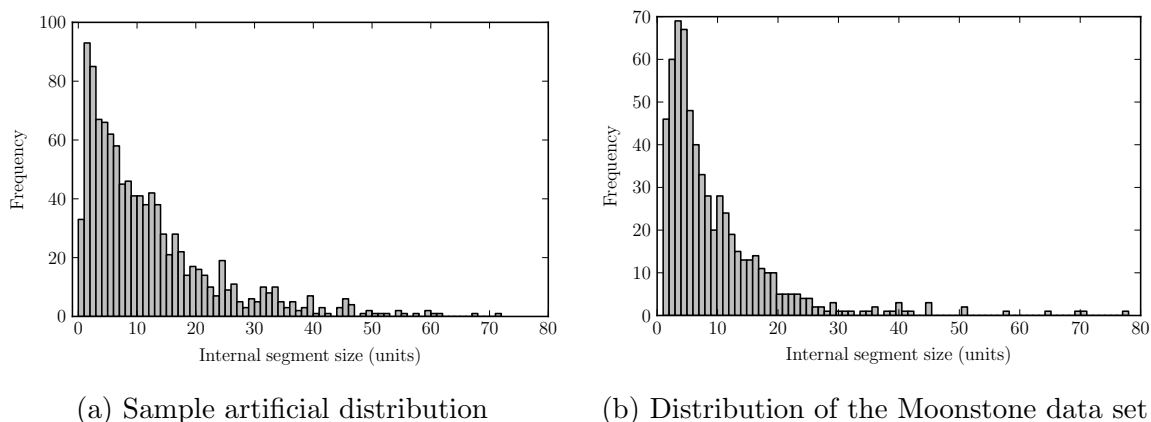 100
80
60
40
20
0
Frequency
0 10 20 30 40 50 60 70 80
Internal segment size (units)
(a) Sample artificial distribution
70
60
50
40
30
20
10
0
Frequency
0 10 20 30 40 50 60 70 80
Internal segment size (units)
(b) Distribution of the Moonstone data set